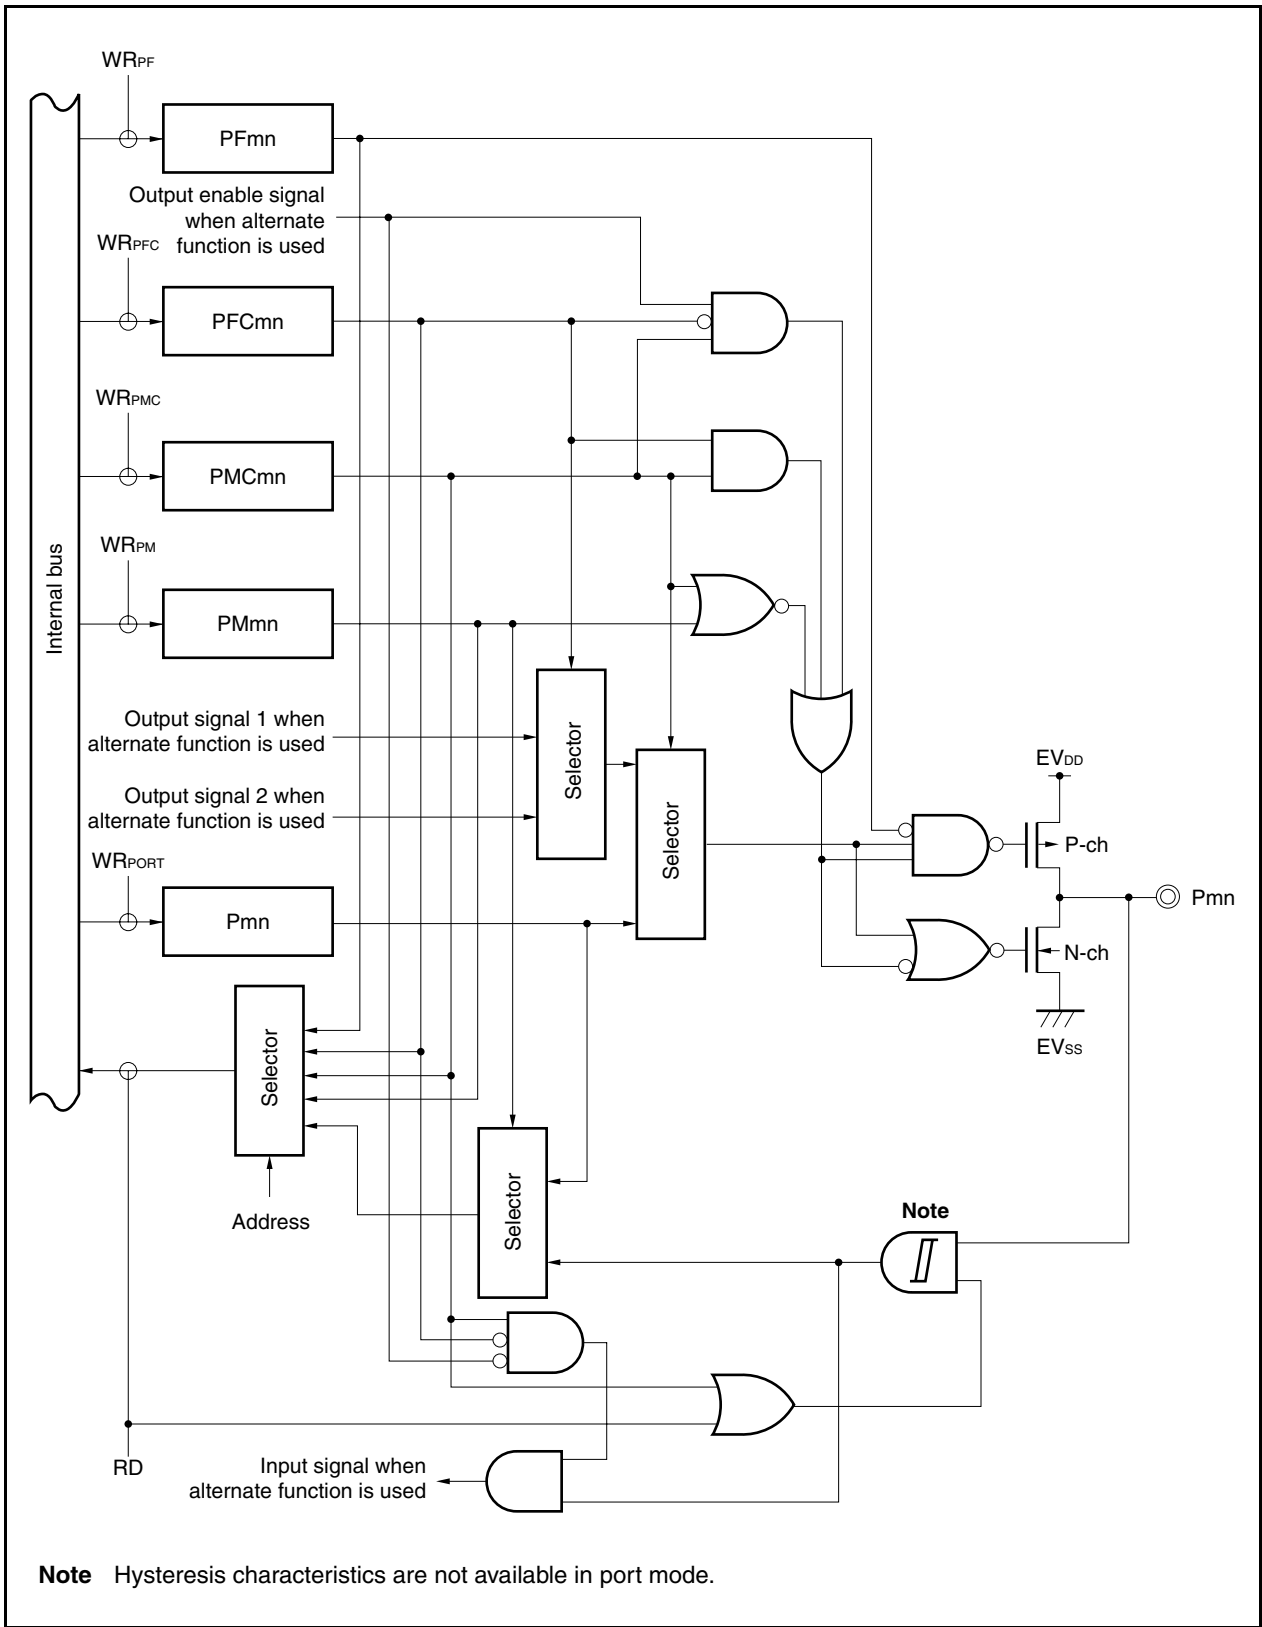 WRPF
PFmn
Output enable signal
when alternate
function is used
WRPFC
PFCmn
WRPMC
PMCmn
WRPM
Internal bus
PMmn
Output signal 1 when
alternate function is used
Selector
Output signal 2 when
alternate function is used
Selector
EVDD
P-ch
WRPORT
Pmn
Pmn
N-ch
EVSS
Selector
Address
Selector
Note
RD
Input signal when
alternate function is used
Note Hysteresis characteristics are not available in port mode.